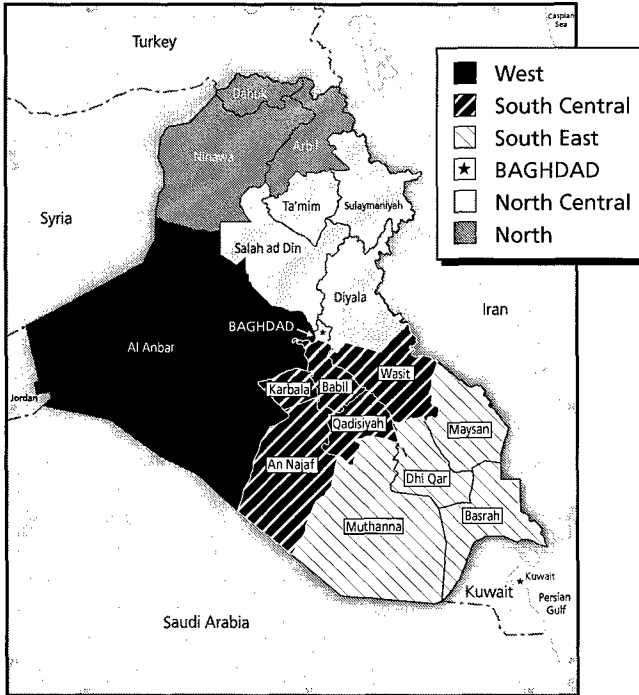 Caspian
Sea
Turkey
West
South Central
South East
BAGHDAD
North Central
North
Dahuk
Ninawa
Arbil
Ta'mim
Sulaymaniyah
Syria
Salah ad Din
Diyala
Iran
BAGHDAD
Al Anbar
Wasit
Karbala
Babil
Jordan
Qadisiyah
Maysan
An Najaf
Dhi Qar
Basrah
Muthanna
Kuwait
Kuwait
Persian
Gulf
Saudi Arabia